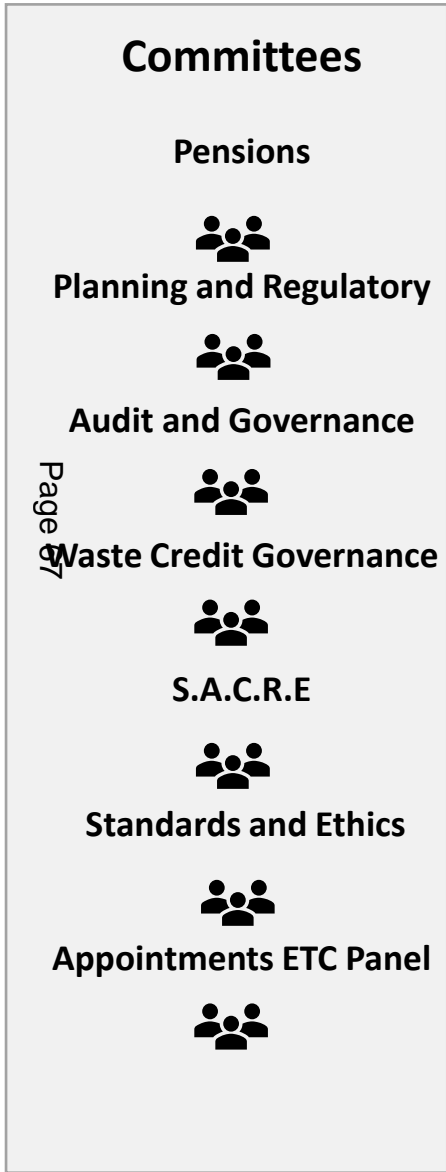 Committees
Pensions
Planning and Regulatory
Audit and Governance
Page
Waste Credit Governance
S.A.C.R.E
Standards and Ethics
Appointments ETC Panel